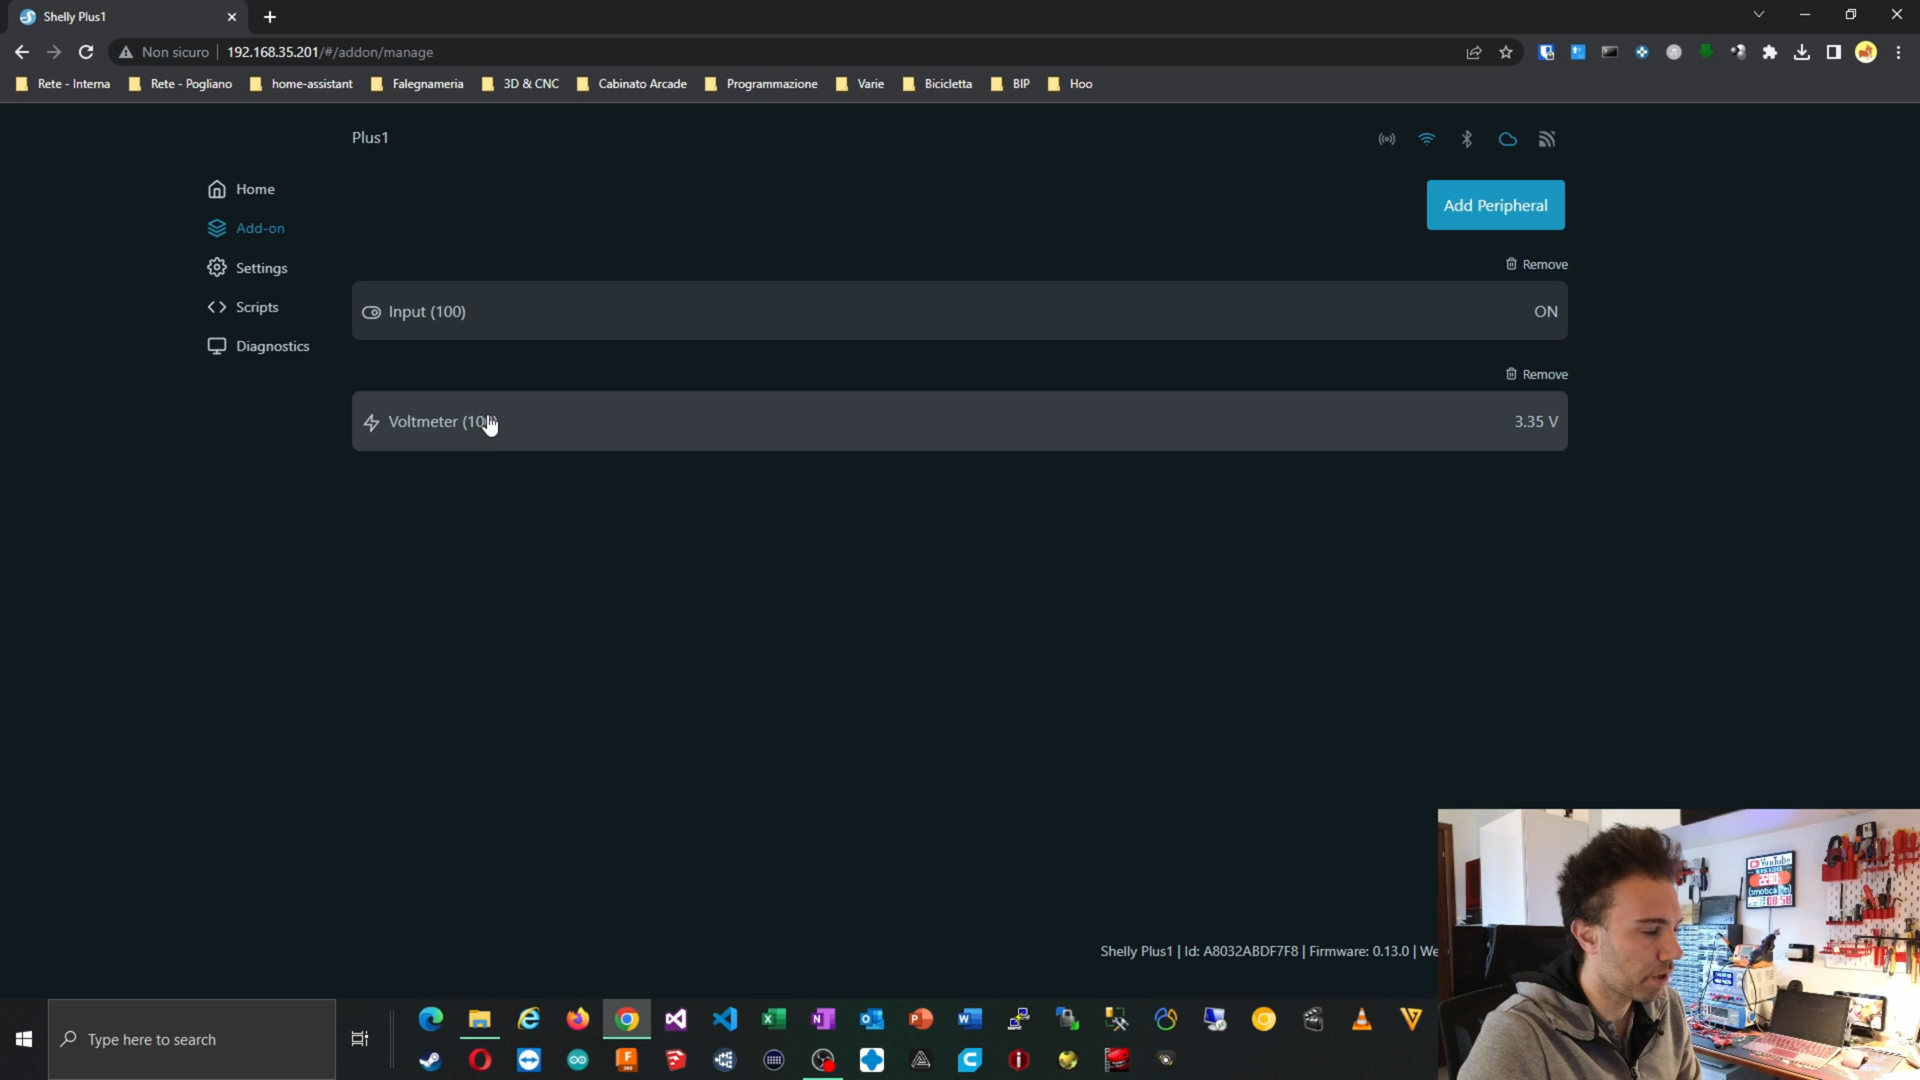 Shelly Plus1
Non sicuro
192.168.35.201/#/addon/manage
Rete - Interna
Rete - Pogliano
home-assistant
Falegnameria
3D & CNC
Cabinato Arcade
Programmazione
Varie
Bicicletta
BIP
Hoo
Plus1
Home
Add Peripheral
Add-on
Settings
Remove
Scripts
Input (100)
ON
Diagnostics
Remove
Voltmeter
3.35 V
YouTube
Shelly Plus1 | Id: A8032ABDF7F8 | Firmware: 0.13.0 |
Type here to search